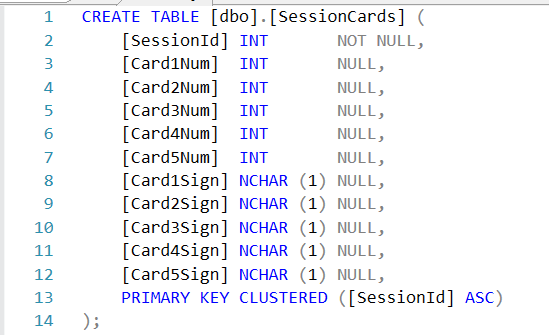 1 CREATE TABLE [dbo].[SessionCards] (
2 [SessionId] INT NOT NULL,
3 [Card1Num] INT NULL,
4 [Card2Num] INT NULL,
5 [Card3Num] INT NULL,
6 [Card4Num] INT NULL,
7 [Card5Num] INT NULL,
8 [Card1Sign] NCHAR (1) NULL,
9 [Card2Sign] NCHAR (1) NULL,
10 [Card3Sign] NCHAR (1) NULL,
11 [Card4Sign] NCHAR (1) NULL,
12 [Card5Sign] NCHAR (1) NULL,
13 PRIMARY KEY CLUSTERED ([SessionId] ASC)
14 );